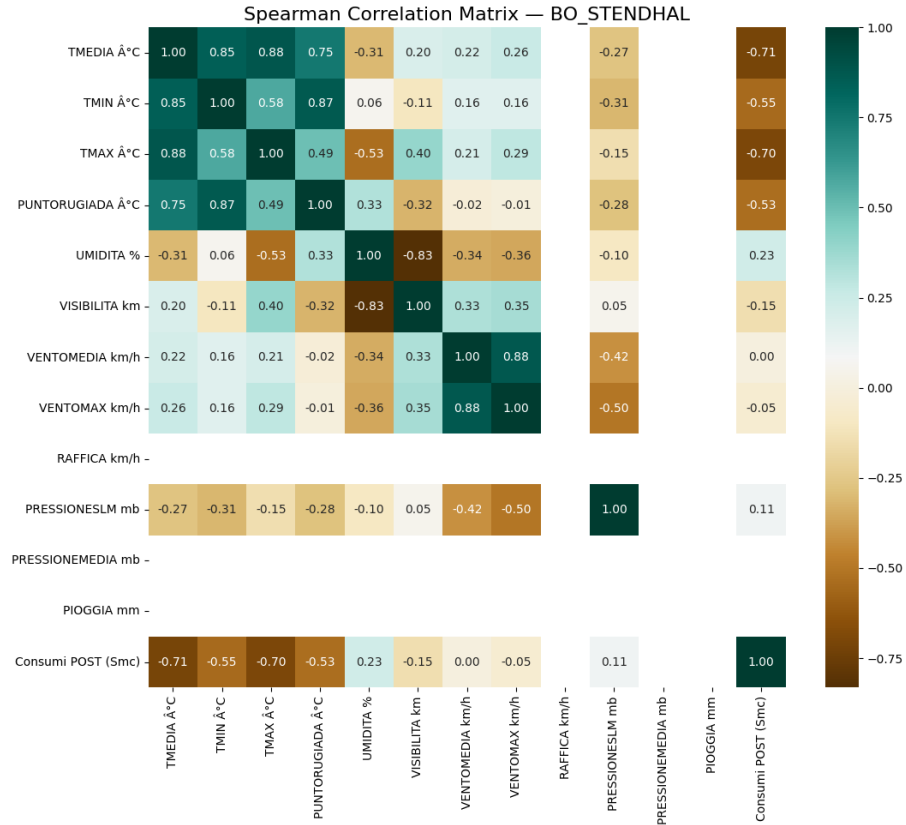 Spearman Correlation Matrix — BO_STENDHAL
TMEDIA Â°C 1.00 0.85 0.88 0.75 -0.31 0.20 0.22 0.26 -0.27 -0.71
TMIN Â°C 0.85 1.00 0.58 0.87 0.06 -0.11 0.16 0.16 -0.31 -0.55
TMAX Â°C 0.88 0.58 1.00 0.49 -0.53 0.40 0.21 0.29 -0.15 -0.70
PUNTORUGIADA Â°C 0.75 0.87 0.49 1.00 0.33 -0.32 -0.02 -0.01 -0.28 -0.53
UMIDITA % -0.31 0.06 -0.53 0.33 1.00 -0.83 -0.34 -0.36 -0.10 0.23
VISIBILITA km 0.20 -0.11 0.40 -0.32 -0.83 1.00 0.33 0.35 0.05 -0.15
VENTOMEDIA km/h 0.22 0.16 0.21 -0.02 -0.34 0.33 1.00 0.88 -0.42 0.00
VENTOMAX km/h 0.26 0.16 0.29 -0.01 -0.36 0.35 0.88 1.00 -0.50 -0.05
RAFFICA km/h
PRESSIONESLM mb -0.27 -0.31 -0.15 -0.28 -0.10 0.05 -0.42 -0.50 1.00 0.11
PRESSIONEMEDIA mb
PIOGGIA mm
Consumi POST (Smc) -0.71 -0.55 -0.70 -0.53 0.23 -0.15 0.00 -0.05 0.11 1.00
TMEDIA Â°C
TMIN Â°C
TMAX Â°C
PUNTORUGIADA Â°C
UMIDITA %
VISIBILITA km
VENTOMEDIA km/h
VENTOMAX km/h
RAFFICA km/h
PRESSIONESLM mb
PRESSIONEMEDIA mb
PIOGGIA mm
Consumi POST (Smc)
1.00
0.75
0.50
0.25
0.00
−0.25
−0.50
−0.75